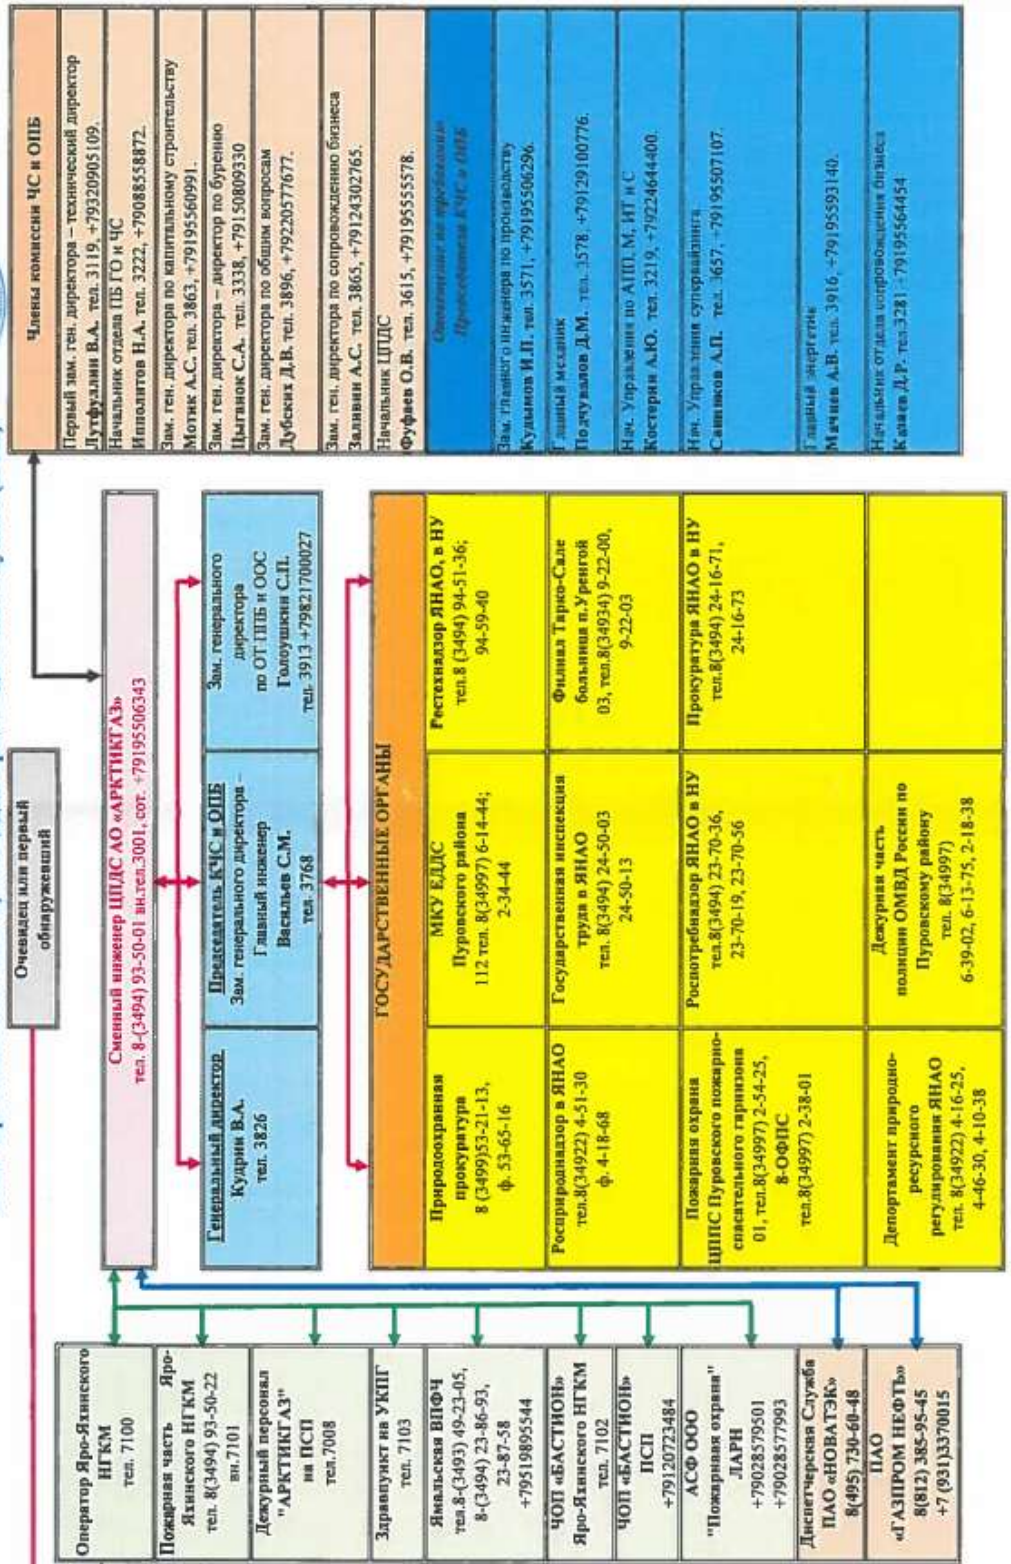 Очевидец или первый
обнаруживший
Сменный инженер ЦПДС АО «АРКТИКГАЗ»
тел. 8-(3494) 93-50-01 вн.тел.3001, сот. +79195506343
Генеральный директор
Кудрин В.А.
тел. 3826
Председатель КЧС и ОПБ
Зам. генерального директора –
Главный инженер
Васильев С.М.
тел. 3768
Зам. генерального
директора
по ОТ ППБ и ООС
Голоушкин С.П.
тел. 3913 +79821700027
ГОСУДАРСТВЕННЫЕ ОРГАНЫ
Природоохранная
прокуратура
8 (3499)53-21-13,
ф. 53-65-16
МКУ ЕДДС
Пуровского района
112 тел. 8(34997) 6-14-44;
2-34-44
Ростехнадзор ЯНАО, в НУ
тел.8 (3494) 94-51-36;
94-59-40
Росприроднадзор в ЯНАО
тел.8(34922) 4-51-30
ф. 4-18-68
Государственная инспекция
труда в ЯНАО
тел. 8(3494) 24-50-03
24-50-13
Филиал Тарко-Сале
больница п.Уренгой
03, тел.8(34934) 9-22-00,
9-22-03
Пожарная охрана
ЦППС Пуровского пожарно-
спасательного гарнизона
01, тел.8(34997) 2-54-25,
8-ОФПС
тел.8(34997) 2-38-01
Роспотребнадзор ЯНАО в НУ
тел.8(3494) 23-70-36,
23-70-19, 23-70-56
Прокуратура ЯНАО в НУ
тел.8(3494) 24-16-71,
24-16-73
Депортамент природно-
ресурсного
регулирования ЯНАО
тел. 8(34922) 4-16-25,
4-46-30, 4-10-38
Дежурная часть
полиции ОМВД России по
Пуровскому району
тел. 8(34997)
6-39-02, 6-13-75, 2-18-38
Оператор Яро-Яхинского
НГКМ
тел. 7100
Пожарная часть Яро-
Яхинского НГКМ
тел. 8(3494) 93-50-22
вн.7101
Дежурный персонал
"АРКТИКГАЗ"
на ПСП
тел.7008
Здравпункт на УКПГ
тел. 7103
Ямальская ВПФЧ
тел.8-(3493) 49-23-05,
8-(3494) 23-86-93,
23-87-58
+79519895544
ЧОП «БАСТИОН»
Яро-Яхинского НГКМ
тел. 7102
ЧОП «БАСТИОН»
ПСП
+79120723484
АСФ ООО
"Пожарная охрана"
ЛАРН
+79028579501
+79028577993
Диспетчерская Служба
ПАО «НОВАТЭК»
8(495) 730-60-48
ПАО
«ГАЗПРОМ НЕФТЬ»
8(812) 385-95-45
+7 (931)3370015
Члены комиссии ЧС и ОПБ
Первый зам. ген. директора – технический директор
Лутфуалин В.А. тел. 3119, +79320905109.
Начальник отдела ПБ ГО и ЧС
Ипполитов Н.А. тел. 3222, +79088558872.
Зам. ген. директора по капитальному строительству
Мотик А.С. тел. 3863, +79195560991.
Зам. ген. директора – директор по бурению
Цыганок С.А. тел. 3338, +79150809330
Зам. ген. директора по общим вопросам
Дубских Д.В. тел. 3896, +79220577677.
Зам. ген. директора по сопровождению бизнеса
Заливин А.С. тел. 3865, +79124302765.
Начальник ЦПДС
Фуфаев О.В. тел. 3615, +79195555578.
Председателя КЧС и ОПБ
Зам. главного инженера по производству
Кудымов И.П. тел. 3571, +79195506296.
Главный механик
Подчувалов Д.М. тел. 3578, +79129100776.
Нач. Управления по АПП, М, ИТ и С
Костерин А.Ю. тел. 3219, +79224644400.
Нач. Управления супервайзинга
Санников А.П. тел. 3657, +79195507107.
Главный энергетик
Мачнев А.В. тел. 3916, +79195593140.
Начальник отдела сопровождения бизнеса
Каляев Д.Р. тел.3281 +79195564454